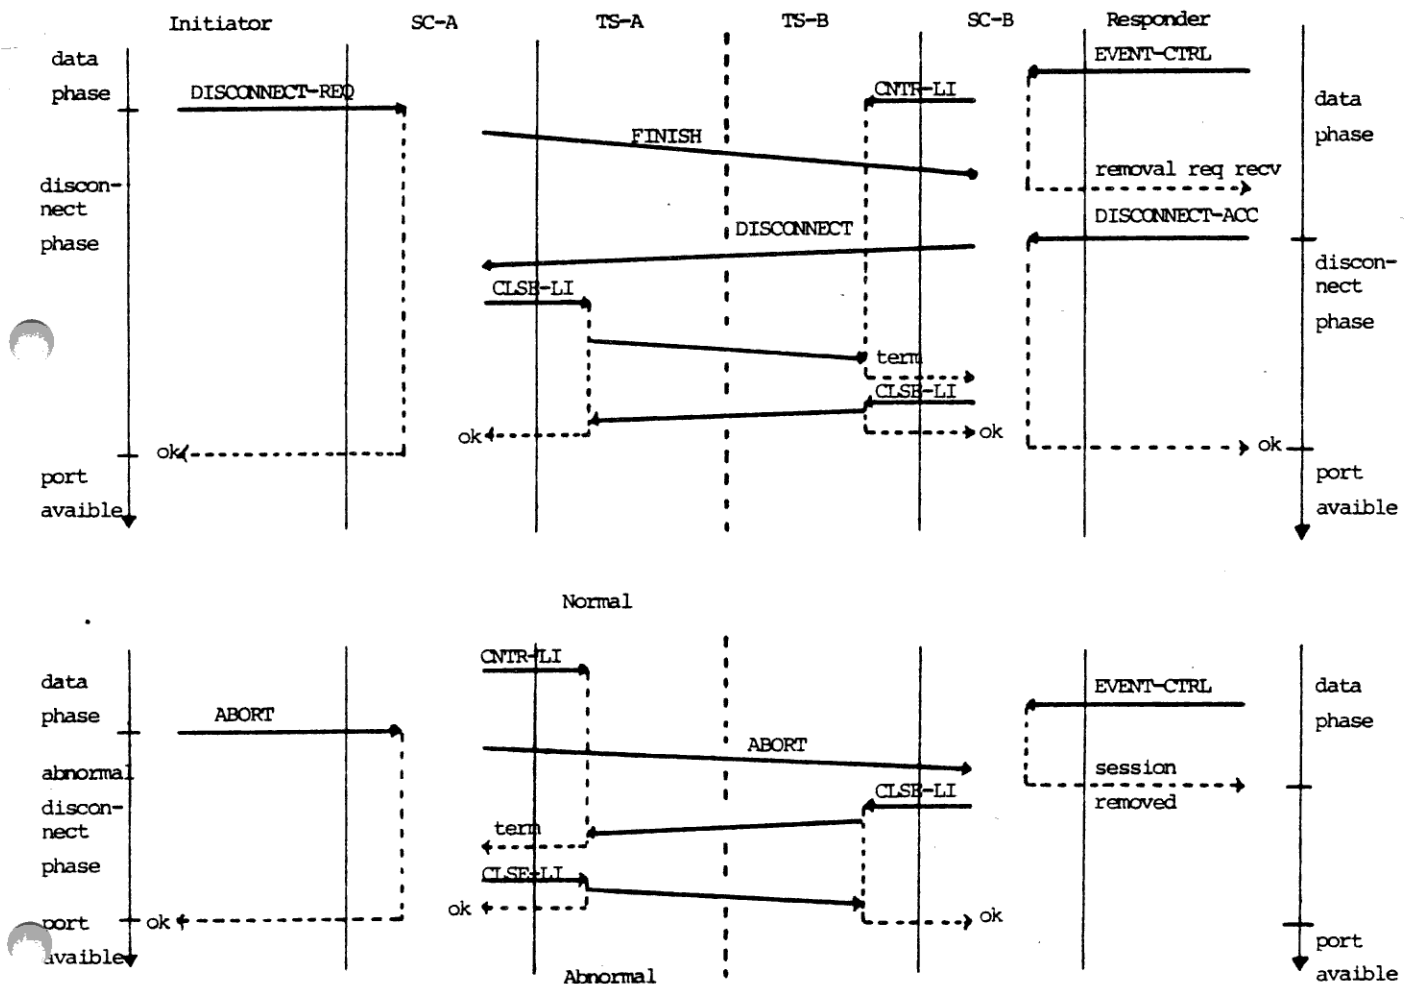 Initiator SC-A TS-A TS-B SC-B Responder
data
phase
DISCONNECT-REQ
EVENT-CTRL
CNTR-LI
data
phase
FINISH
removal req recv
discon-
nect
phase
DISCONNECT-ACC
DISCONNECT
discon-
nect
phase
CLSE-LI
term
CLSE-LI
ok
ok
ok
ok
port
avaible
port
avaible
Normal
CNTR-LI
data
phase
EVENT-CTRL
data
phase
ABORT
ABORT
abnormal
discon-
nect
phase
session
removed
CLSE-LI
term
CLSE-LI
ok
ok
ok
port
avaible
port
avaible
Abnormal